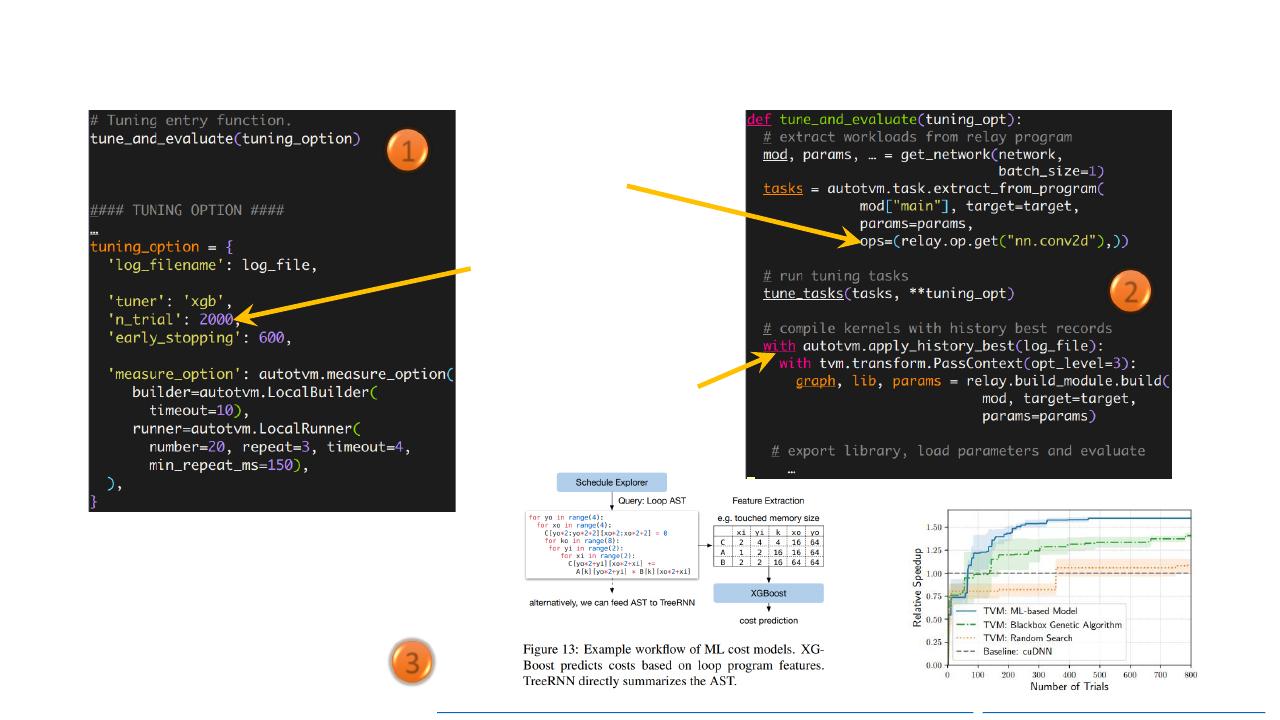 # Tuning entry function.
tune_and_evaluate(tuning_option)
1
#### TUNING OPTION ####
…
tuning_option = {
'log_filename': log_file,
'tuner': 'xgb',
'n_trial': 2000,
'early_stopping': 600,
'measure_option': autotvm.measure_option(
builder=autotvm.LocalBuilder(
timeout=10),
runner=autotvm.LocalRunner(
number=20, repeat=3, timeout=4,
min_repeat_ms=150),
),
}
def tune_and_evaluate(tuning_opt):
# extract workloads from relay program
mod, params, … = get_network(network,
batch_size=1)
tasks = autotvm.task.extract_from_program(
mod["main"], target=target,
params=params,
ops=(relay.op.get("nn.conv2d"),))
# run tuning tasks
tune_tasks(tasks, **tuning_opt)
2
# compile kernels with history best records
with autotvm.apply_history_best(log_file):
with tvm.transform.PassContext(opt_level=3):
graph, lib, params = relay.build_module.build(
mod, target=target,
params=params)
# export library, load parameters and evaluate
…
3
Schedule Explorer
Query: Loop AST
for yo in range(4):
for xo in range(4):
C[yo*2:yo*2+2][xo*2:xo*2+2] = 0
for ko in range(8):
for yi in range(2):
for xi in range(2):
C[yo*2+yi][xo*2+xi] +=
A[k][yo*2+yi] * B[k][xo*2+xi]
alternatively, we can feed AST to TreeRNN
Feature Extraction
e.g. touched memory size
xi yi k xo yo
C 2 4 4 16 64
A 1 2 16 16 64
B 2 2 16 64 64
XGBoost
cost prediction
Figure 13: Example workflow of ML cost models. XG-
Boost predicts costs based on loop program features.
TreeRNN directly summarizes the AST.
Relative Speedup
1.50
1.25
1.00
0.75
0.50
0.25
0.00
TVM: ML-based Model
TVM: Blackbox Genetic Algorithm
TVM: Random Search
Baseline: cuDNN
0 100 200 300 400 500 600 700 800
Number of Trials